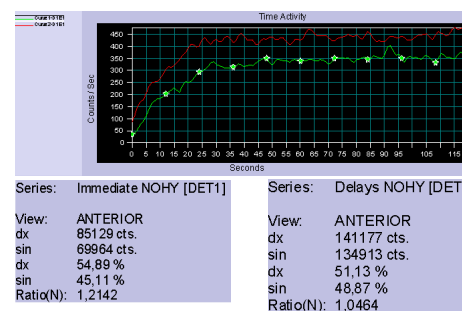 Time Activity
Counts / Sec
450
400
350
300
250
200
150
100
50
0
0 5 10 15 20 25 30 35 40 45 50 55 60 65 70 75 80 85 90 95 105 115
Seconds
Series: Immediate NOHY [DET1]
View: ANTERIOR
dx 85129 cts.
sin 69964 cts.
dx 54,89 %
sin 45,11 %
Ratio(N): 1,2142
Series: Delays NOHY [DET
View: ANTERIOR
dx 141177 cts.
sin 134913 cts.
dx 51,13 %
sin 48,87 %
Ratio(N): 1,0464